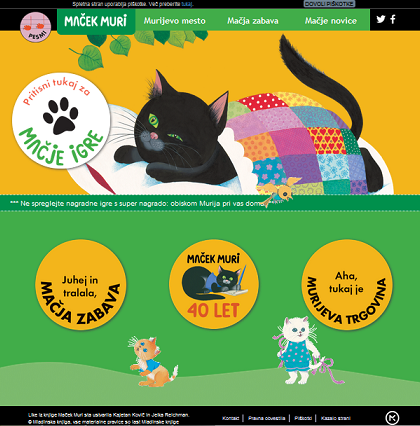 Spletna stran uporablja piškotke. Več preberite tukaj.
DOVOLI PIŠKOTKE
PESMI
MAČEK MURI
Murijevo mesto
Mačja zabava
Mačje novice
Pritisni tukaj za
MAČJE IGRE
*** Ne spreglejte nagradne igre s super nagrado: obiskom Murija pri vas doma
Juhej in
tralala,
MAČJA ZABAVA
MAČEK MURI
40 LET
Aha,
tukaj je
MURIJEVA TRGOVINA
Like iz knjige Maček Muri sta ustvarila Kajetan Kovič in Jelka Reichman.
© Mladinska knjiga, vse materialne pravice so last Mladinske knjige
Kontakt | Pravna obvestila | Piškotki | Kazalo strani